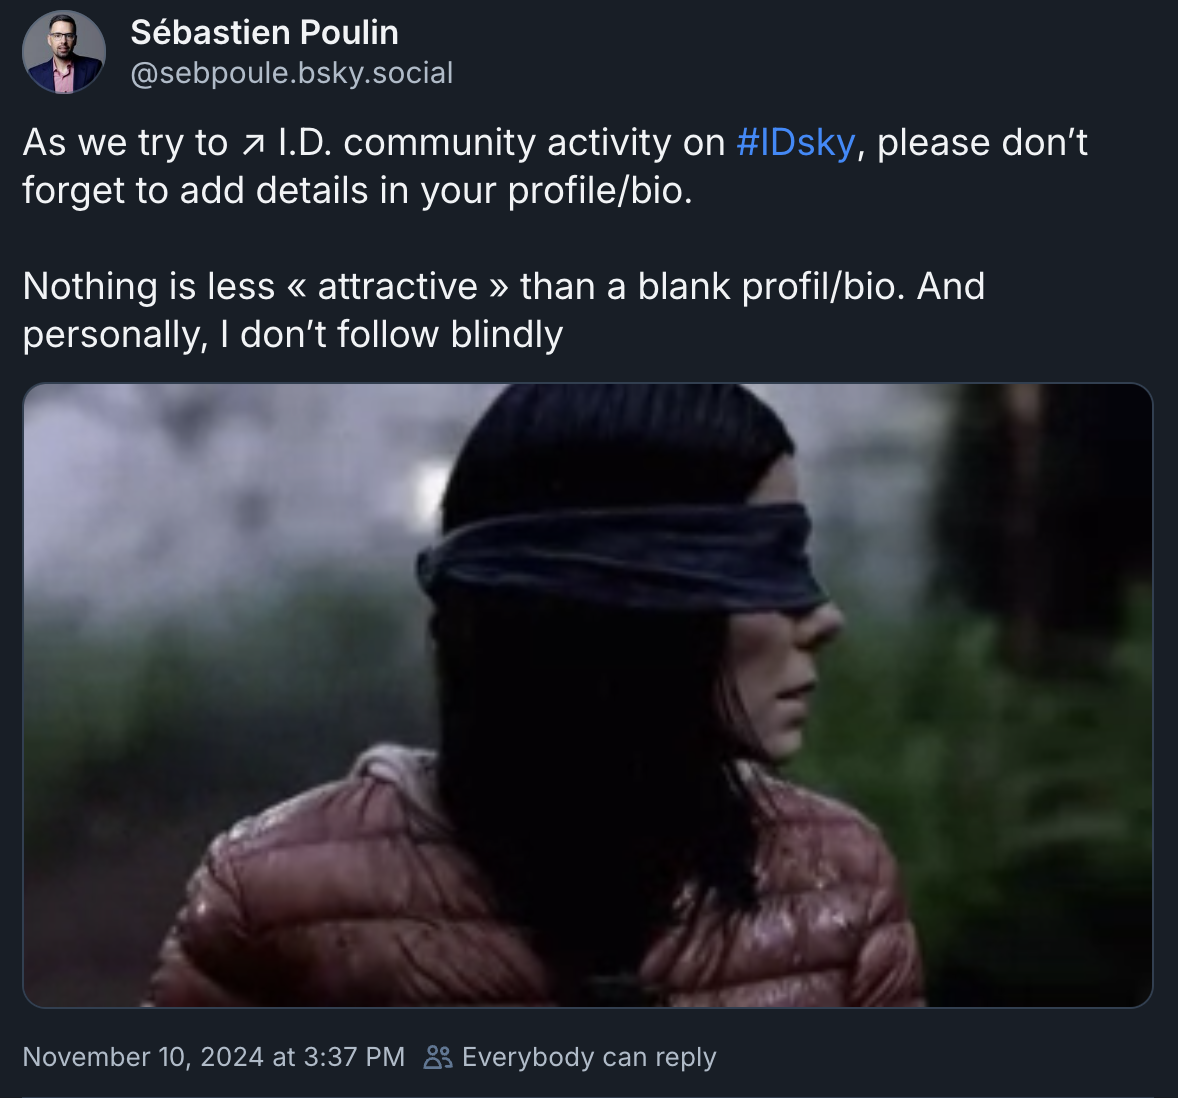 Sébastien Poulin
@sebpoule.bsky.social
As we try to ↗ I.D. community activity on #IDsky, please don’t
forget to add details in your profile/bio.
Nothing is less « attractive » than a blank profil/bio. And
personally, I don’t follow blindly
November 10, 2024 at 3:37 PM Everybody can reply